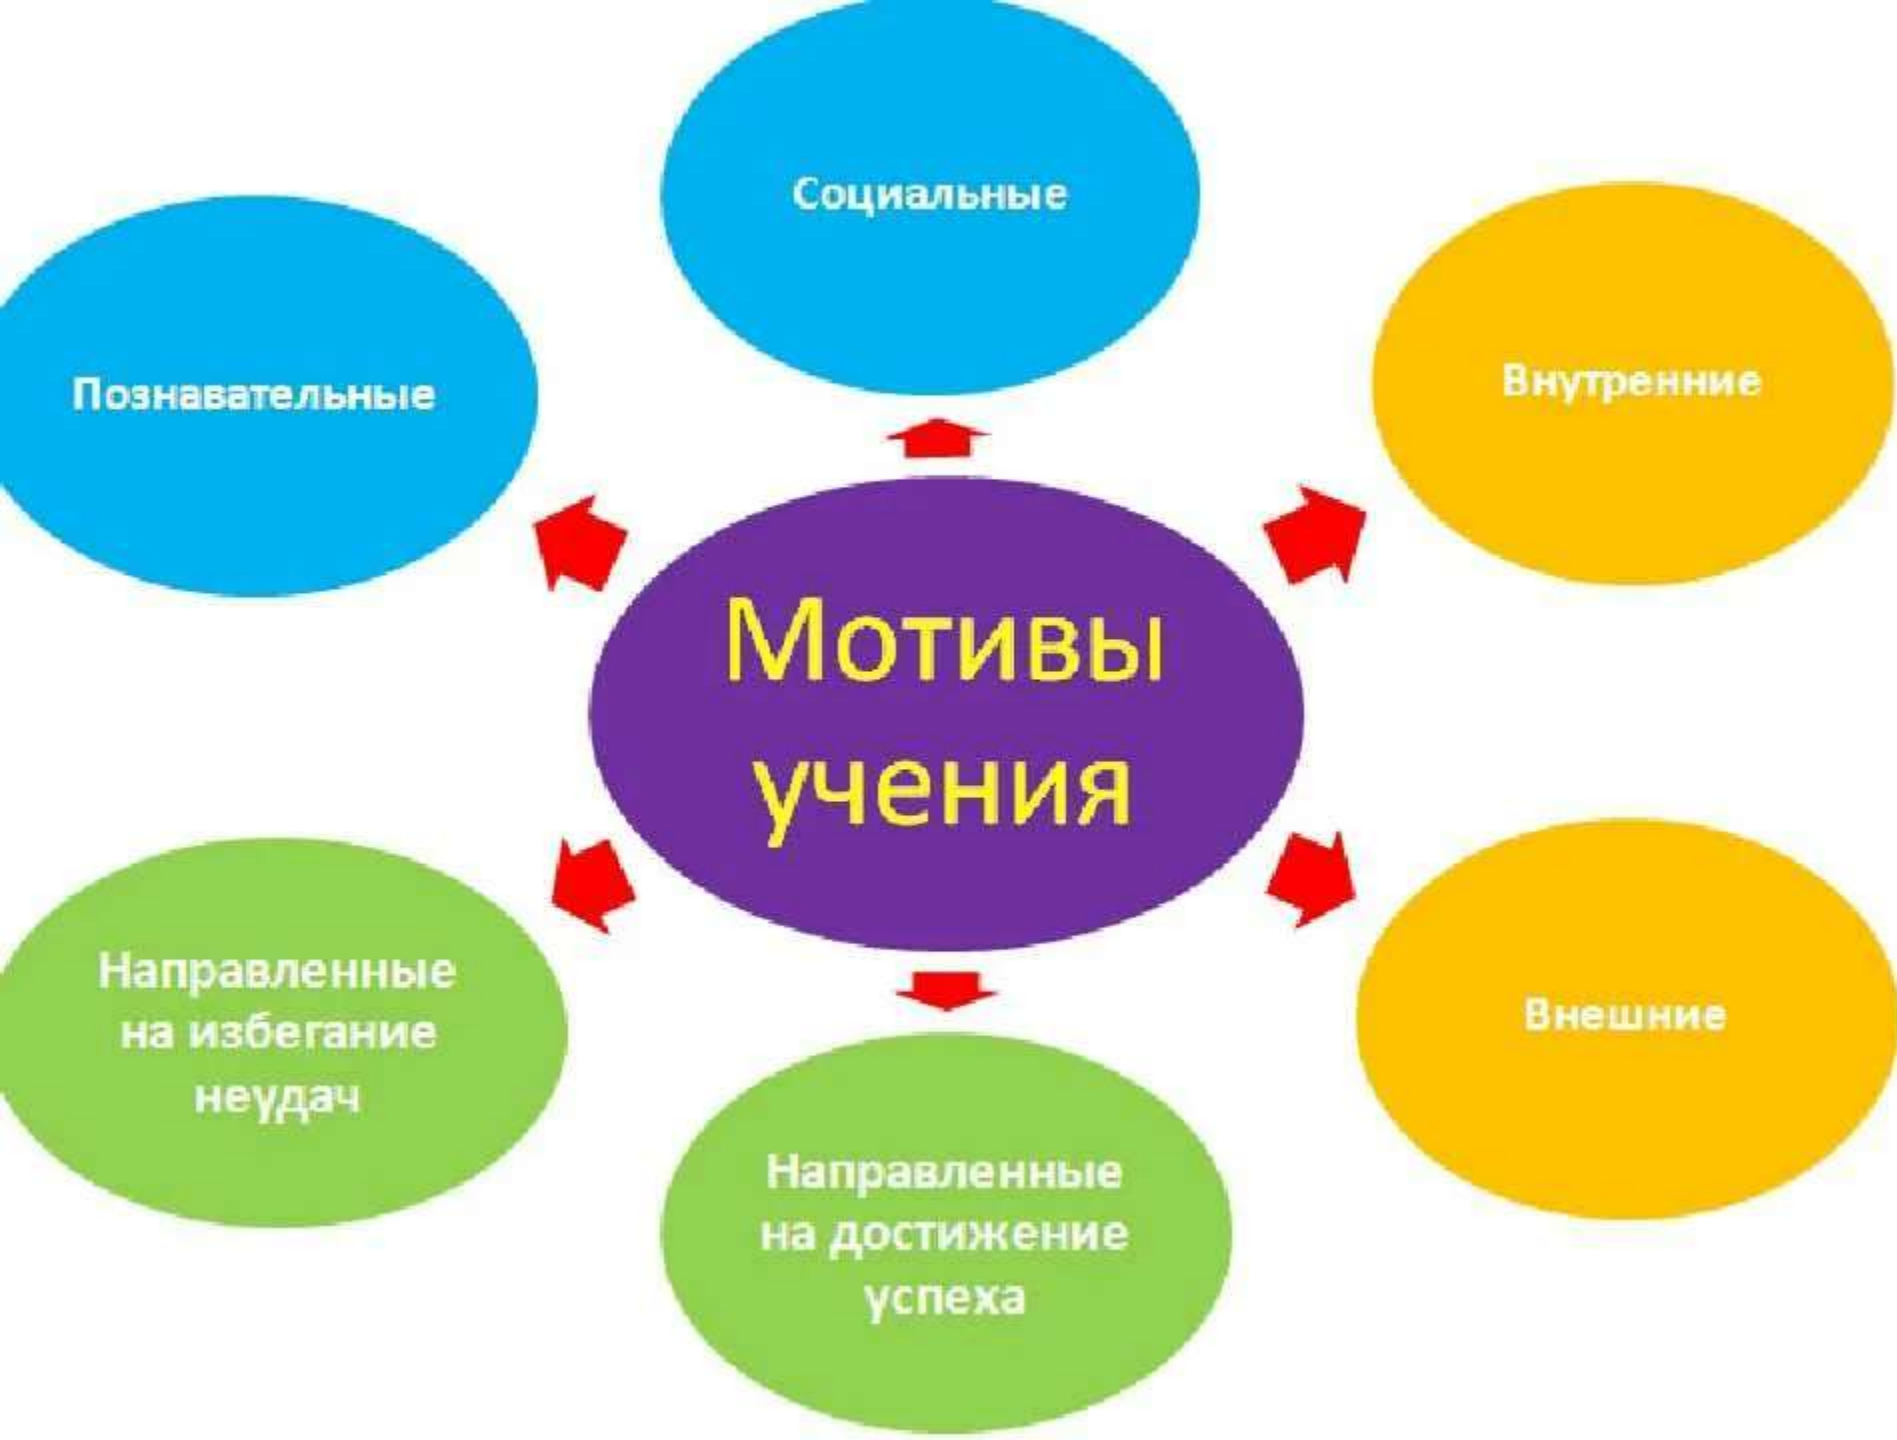 Социальные
Познавательные
Внутренние
Мотивы
учения
Направленные
на избегание
неудач
Внешние
Направленные
на достижение
успеха